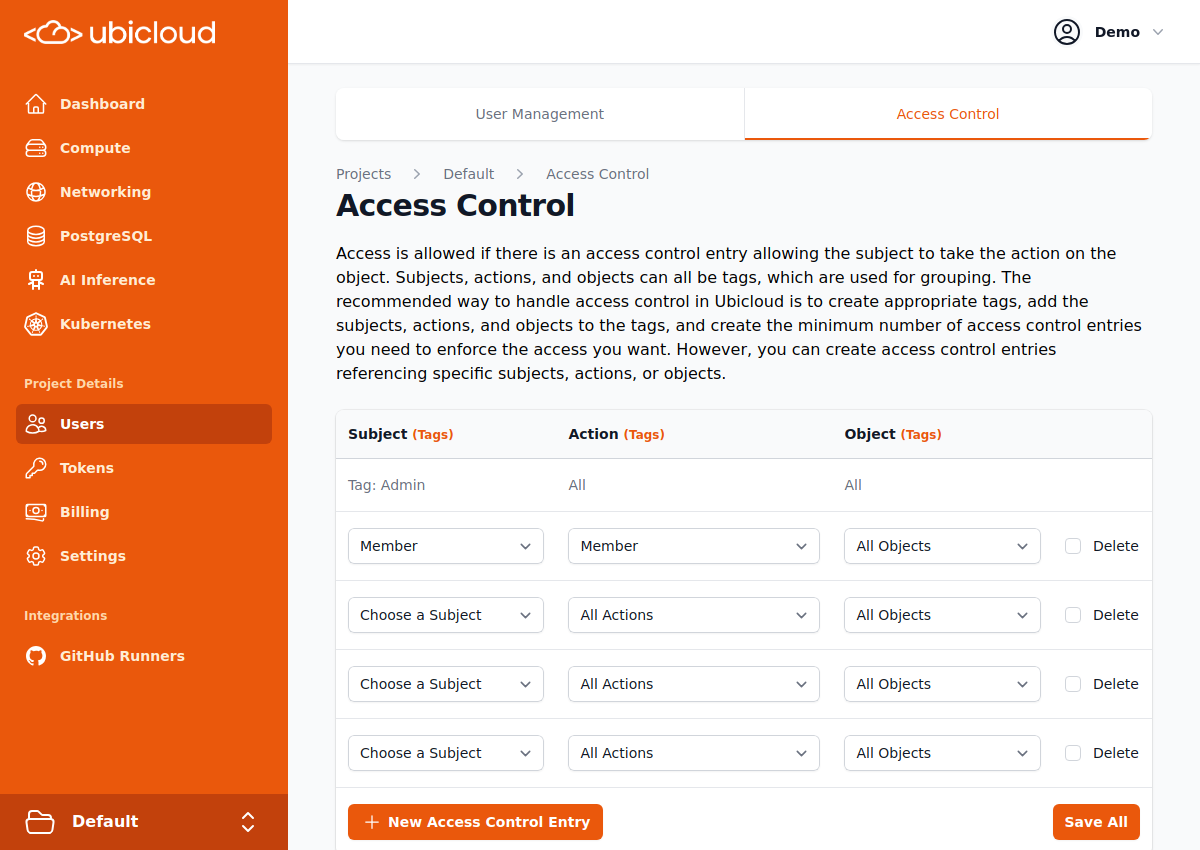 ubicloud
Demo
Dashboard
Compute
Networking
PostgreSQL
AI Inference
Kubernetes
Project Details
Users
Tokens
Billing
Settings
Integrations
GitHub Runners
Default
User Management
Access Control
Projects
Default
Access Control
Access Control
Access is allowed if there is an access control entry allowing the subject to take the action on the
object. Subjects, actions, and objects can all be tags, which are used for grouping. The
recommended way to handle access control in Ubicloud is to create appropriate tags, add the
subjects, actions, and objects to the tags, and create the minimum number of access control entries
you need to enforce the access you want. However, you can create access control entries
referencing specific subjects, actions, or objects.
Subject (Tags) Action (Tags) Object (Tags)
Tag: Admin All All
Member Member All Objects Delete
Choose a Subject All Actions All Objects Delete
Choose a Subject All Actions All Objects Delete
Choose a Subject All Actions All Objects Delete
New Access Control Entry Save All